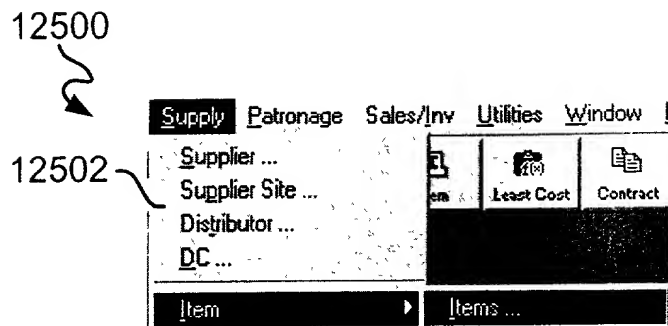 12500
Supply Patronage Sales/Inv Utilities Window
12502
Supplier ...
Supplier Site ...
Distributor ...
DC ...
Least Cost Contract
Item Items ...